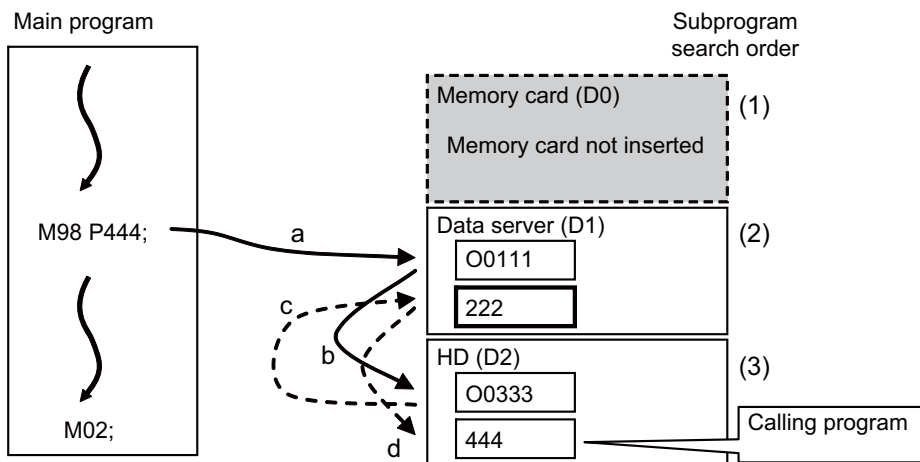 Main program
Subprogram
search order
Memory card (D0)
(1)
Memory card not inserted
M98 P444;
a
Data server (D1)
(2)
O0111
c
222
b
HD (D2)
(3)
O0333
M02;
d
444
Calling program